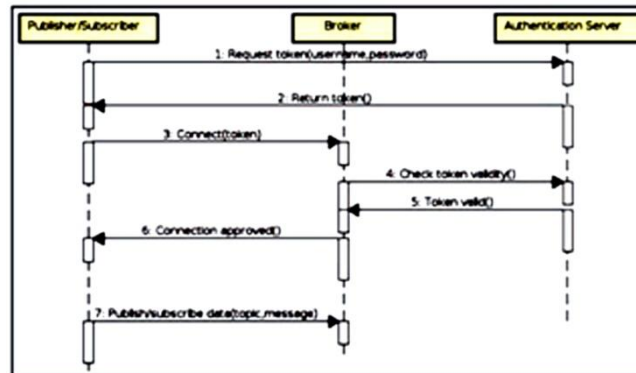 Publisher/Subscriber
Broker
Authentication Server
1: Request token(username,password)
2: Return token()
3: Connect(token)
4: Check token validity()
5: Token valid()
6: Connection approved()
7: Publish/subscribe data(topic,message)